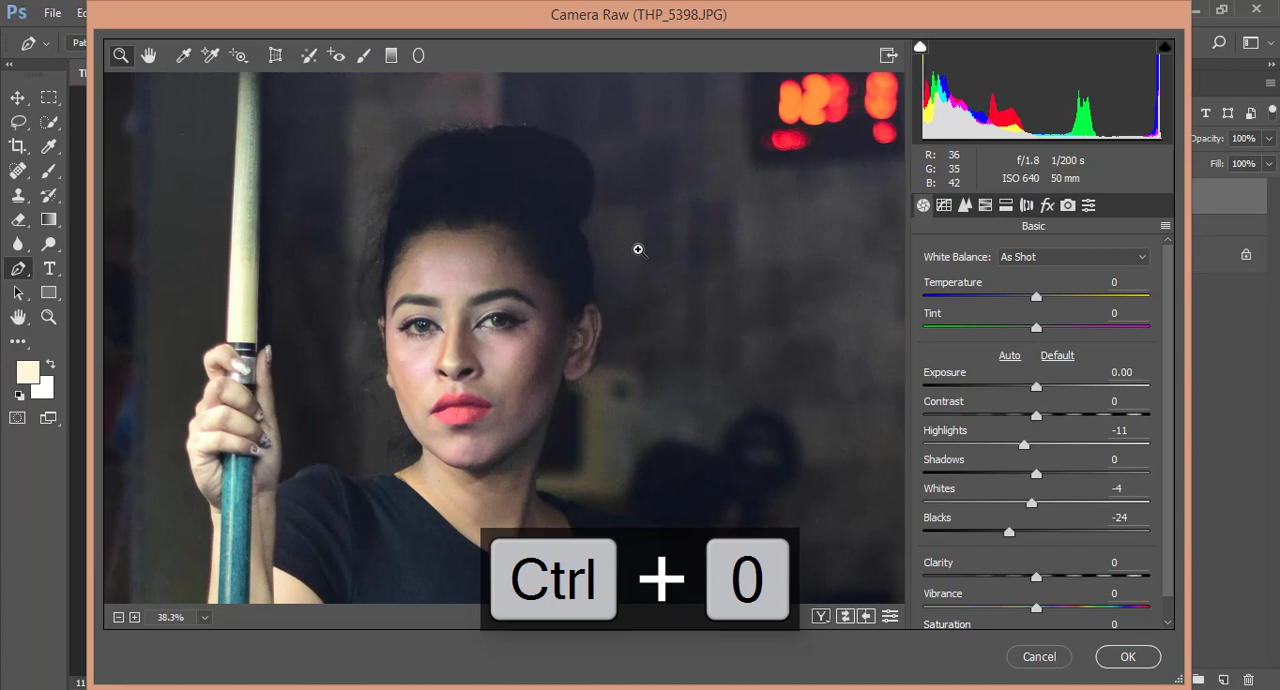 Camera Raw (THP_5398.JPG)
Ps File
Opacity: 100%
Fill: 100%
R: 36
G: 35
B: 42
f/1.8 1/200 s
ISO 640 50 mm
Basic
White Balance: As Shot
Temperature 0
Tint 0
Auto Default
Exposure 0.00
Contrast 0
Highlights -11
Shadows 0
Whites -4
Blacks -24
Clarity 0
Vibrance 0
Saturation 0
Ctrl + 0
38.3%
Y
Cancel OK